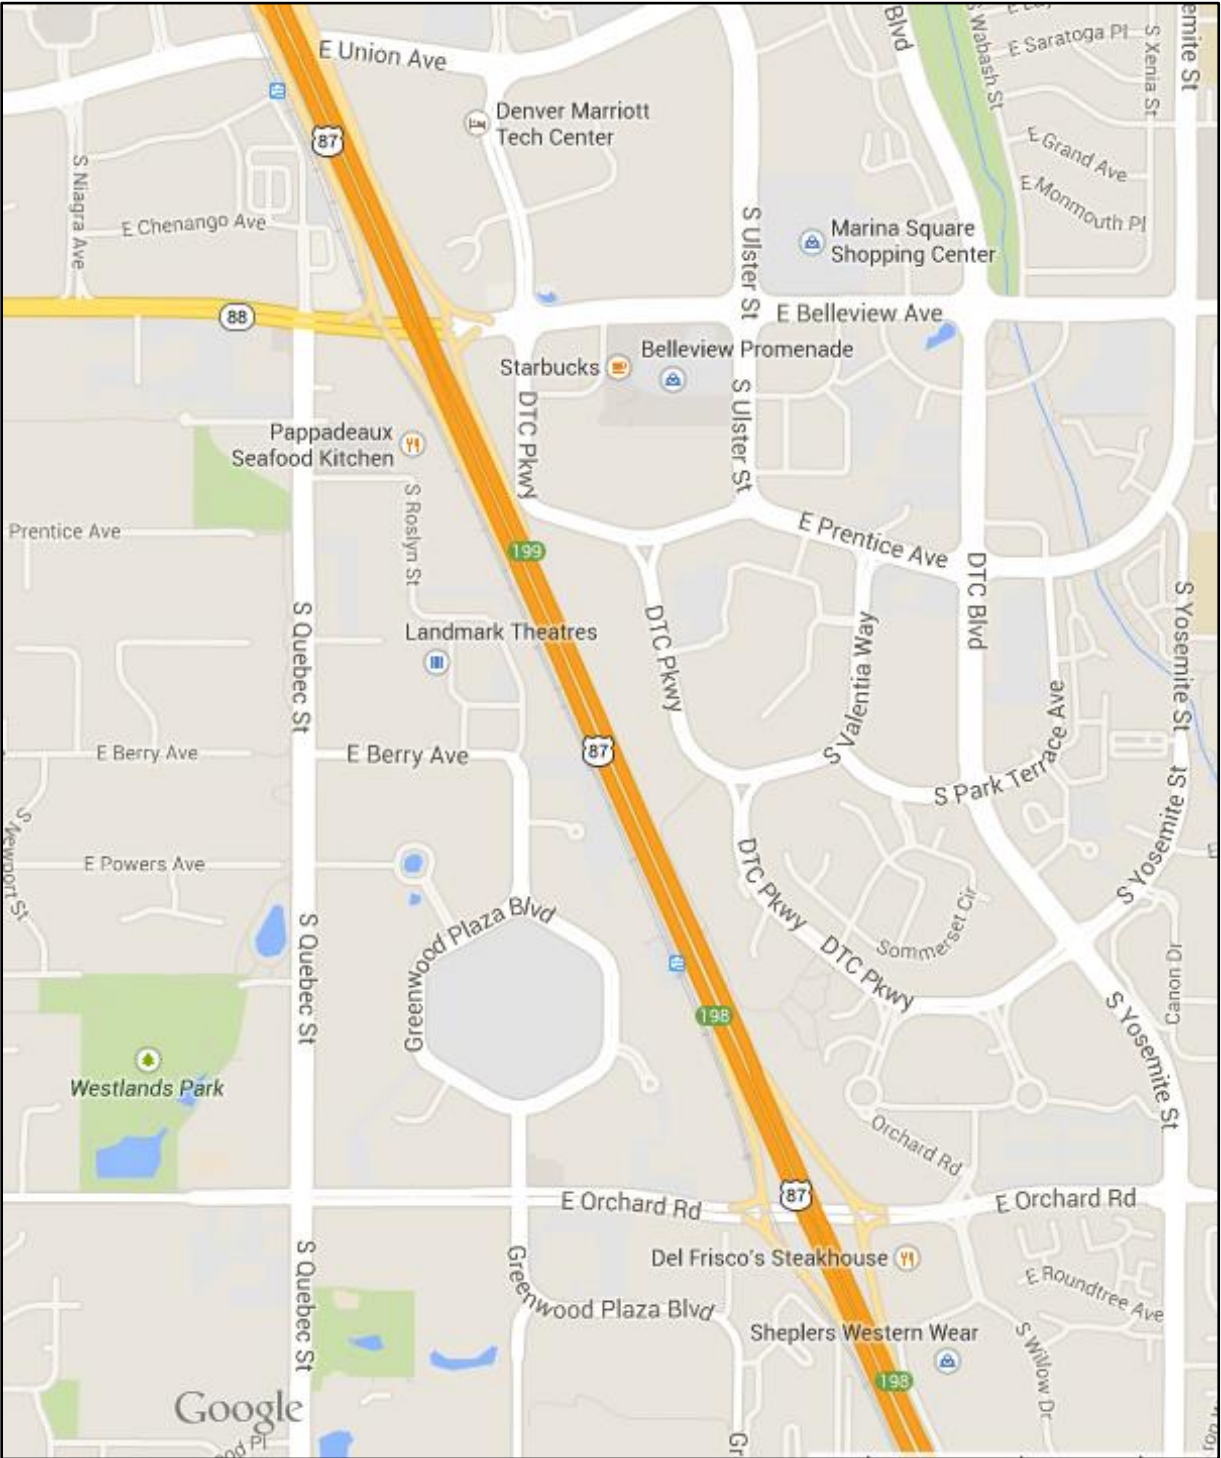 Blvd
S Wabash St
E Saratoga Pl
S Xenia St
emite St
E Union Ave
87
Denver Marriott
Tech Center
E Grand Ave
E Monmouth Pl
S Niagra Ave
E Chenango Ave
S Ulster St
Marina Square
Shopping Center
88
E Belleview Ave
Starbucks
Belleview Promenade
DTC Pkwy
S Ulster St
Pappadeaux
Seafood Kitchen
S Roslyn St
Prentice Ave
199
E Prentice Ave
DTC Blvd
S Quebec St
Landmark Theatres
DTC Pkwy
S Valentia Way
S Yosemite St
E Berry Ave
E Berry Ave
87
S Park Terrace Ave
S Newport St
E Powers Ave
DTC Pkwy
S Yosemite St
S Quebec St
Greenwood Plaza Blvd
Sommerset Cir
DTC Pkwy
Canon Dr
198
S Yosemite St
Westlands Park
Orchard Rd
87
E Orchard Rd
E Orchard Rd
S Quebec St
Greenwood Plaza Blvd
Del Frisco's Steakhouse
E Roundtree Ave
Sheplers Western Wear
S Willow Dr
198
Google
od Pl
Gr